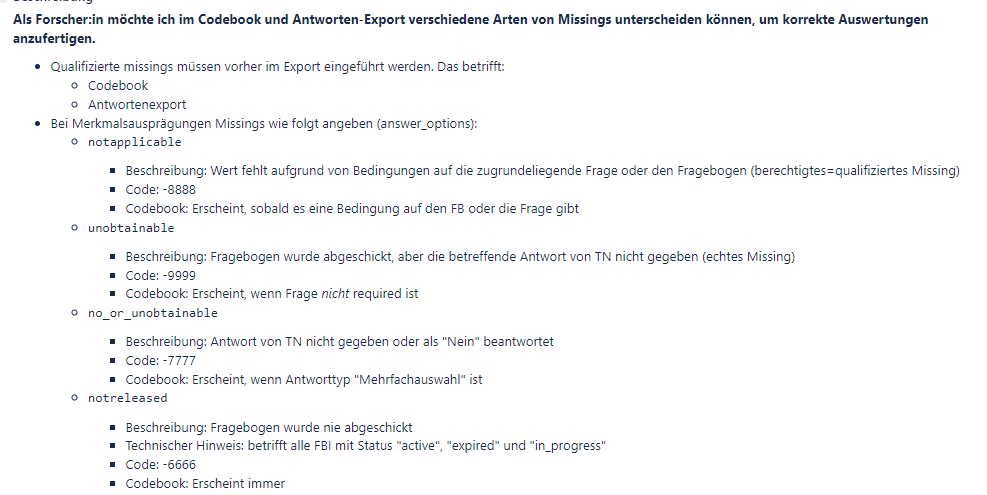 Als Forscher:in möchte ich im Codebook und Antworten-Export verschiedene Arten von Missings unterscheiden können, um korrekte Auswertungen
anzufertigen.
• Qualifizierte missings müssen vorher im Export eingeführt werden. Das betrifft:
○ Codebook
○ Antwortenexport
• Bei Merkmalsausprägungen Missings wie folgt angeben (answer_options):
○ notapplicable
▪ Beschreibung: Wert fehlt aufgrund von Bedingungen auf die zugrundeliegende Frage oder den Fragebogen (berechtigtes=qualifiziertes Missing)
▪ Code: -8888
▪ Codebook: Erscheint, sobald es eine Bedingung auf den FB oder die Frage gibt
○ unobtainable
▪ Beschreibung: Fragebogen wurde abgeschickt, aber die betreffende Antwort von TN nicht gegeben (echtes Missing)
▪ Code: -9999
▪ Codebook: Erscheint, wenn Frage nicht required ist
○ no_or_unobtainable
▪ Beschreibung: Antwort von TN nicht gegeben oder als "Nein" beantwortet
▪ Code: -7777
▪ Codebook: Erscheint, wenn Antworttyp "Mehrfachauswahl" ist
○ notreleased
▪ Beschreibung: Fragebogen wurde nie abgeschickt
▪ Technischer Hinweis: betrifft alle FBI mit Status "active", "expired" und "in_progress"
▪ Code: -6666
▪ Codebook: Erscheint immer